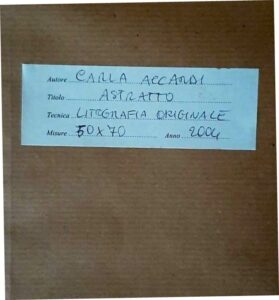 Autore CARLA ACCARDI
Titolo ASTRATTO
Tecnica LITOGRAFIA ORIGINALE
Misure 50X70 Anno 2004